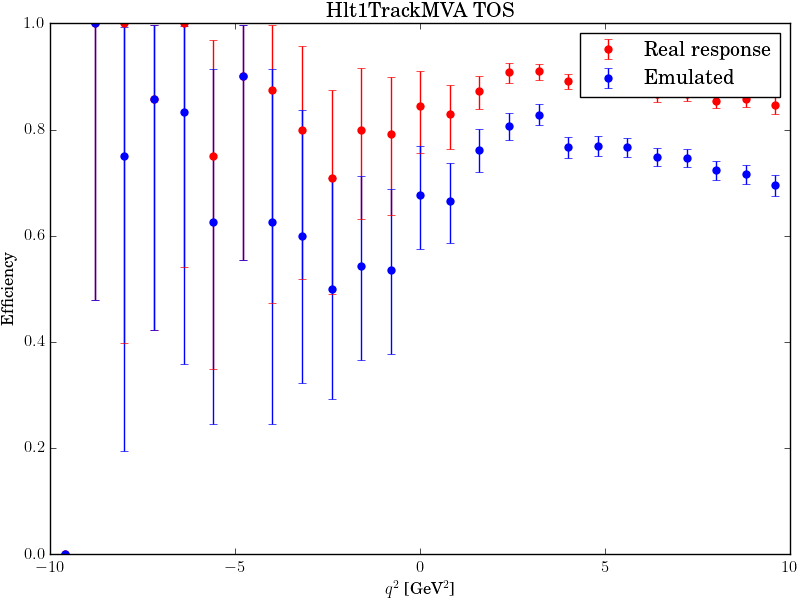 Hlt1TrackMVA TOS
Real response
Emulated
Efficiency
1.0
0.8
0.6
0.4
0.2
0.0
−10
−5
0
5
10
q² [GeV²]